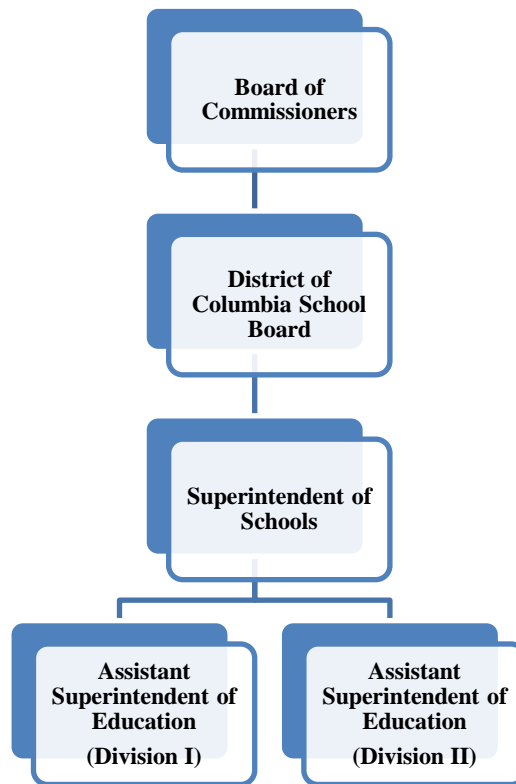 Board of
Commissioners
District of
Columbia School
Board
Superintendent of
Schools
Assistant
Superintendent of
Education
(Division I)
Assistant
Superintendent of
Education
(Division II)